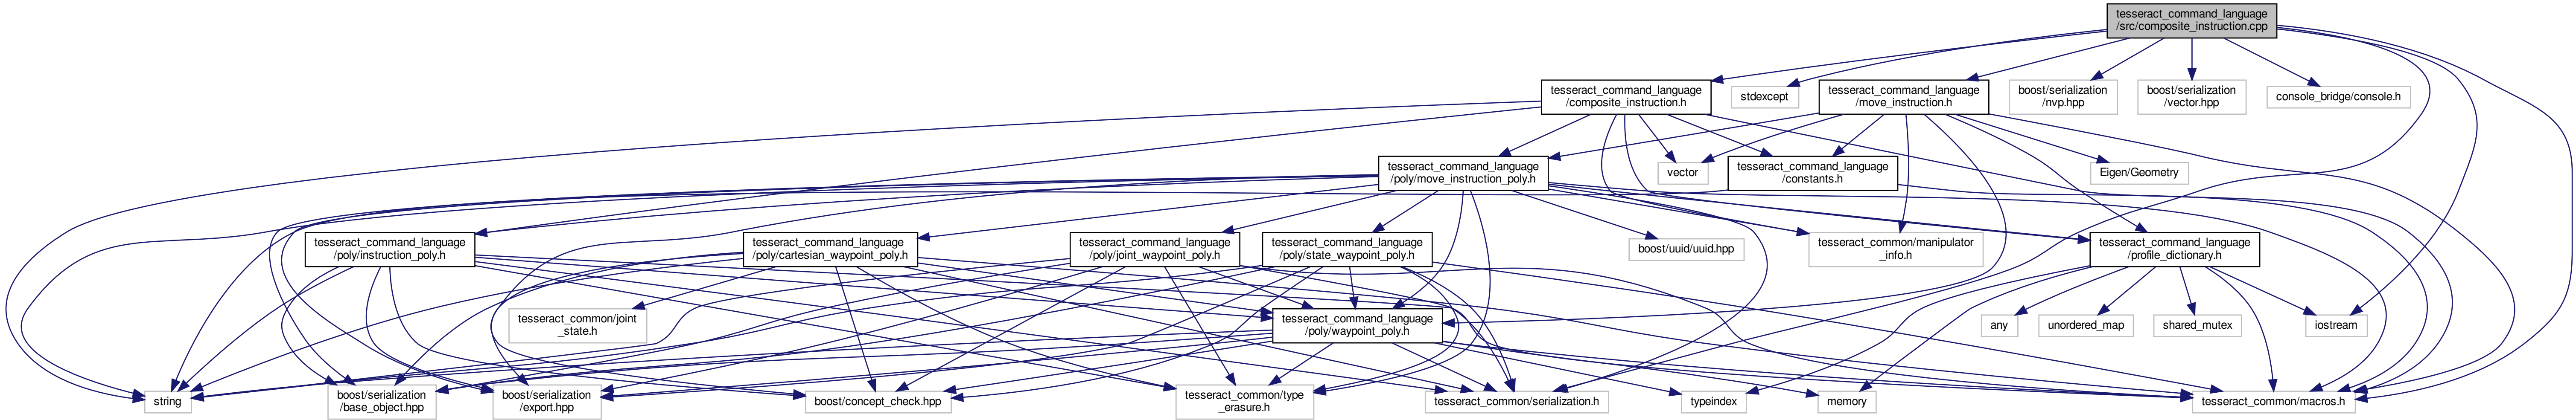 tesseract_command_language
/src/composite_instruction.cpp
tesseract_command_language
/composite_instruction.h
stdexcept
tesseract_command_language
/move_instruction.h
boost/serialization
/nvp.hpp
boost/serialization
/vector.hpp
console_bridge/console.h
tesseract_command_language
/poly/move_instruction_poly.h
vector
tesseract_command_language
/constants.h
Eigen/Geometry
tesseract_command_language
/poly/instruction_poly.h
tesseract_command_language
/poly/cartesian_waypoint_poly.h
tesseract_command_language
/poly/joint_waypoint_poly.h
tesseract_command_language
/poly/state_waypoint_poly.h
boost/uuid/uuid.hpp
tesseract_common/manipulator
_info.h
tesseract_command_language
/profile_dictionary.h
tesseract_common/joint
_state.h
tesseract_command_language
/poly/waypoint_poly.h
any
unordered_map
shared_mutex
iostream
string
boost/serialization
/base_object.hpp
boost/serialization
/export.hpp
boost/concept_check.hpp
tesseract_common/type
_erasure.h
tesseract_common/serialization.h
typeindex
memory
tesseract_common/macros.h